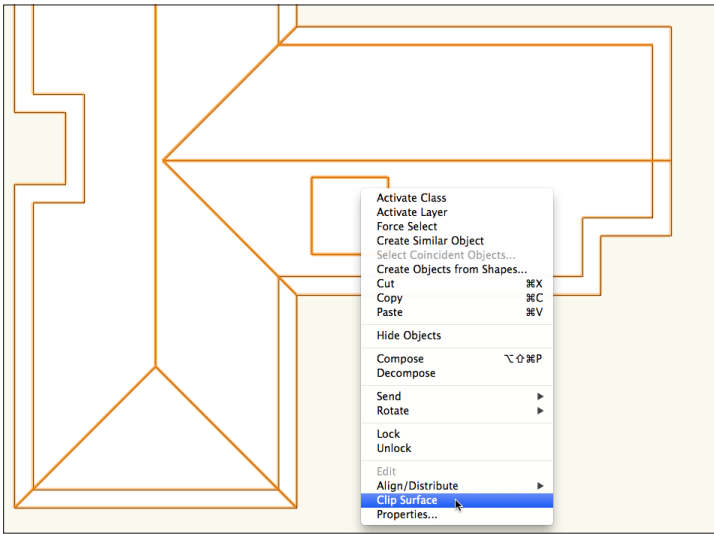 Activate Class
Activate Layer
Force Select
Create Similar Object
Select Coincident Objects...
Create Objects from Shapes...
Cut ⌘X
Copy ⌘C
Paste ⌘V
Hide Objects
Compose ⌥⇧⌘P
Decompose
Send ▶
Rotate ▶
Lock
Unlock
Edit
Align/Distribute ▶
Clip Surface
Properties...